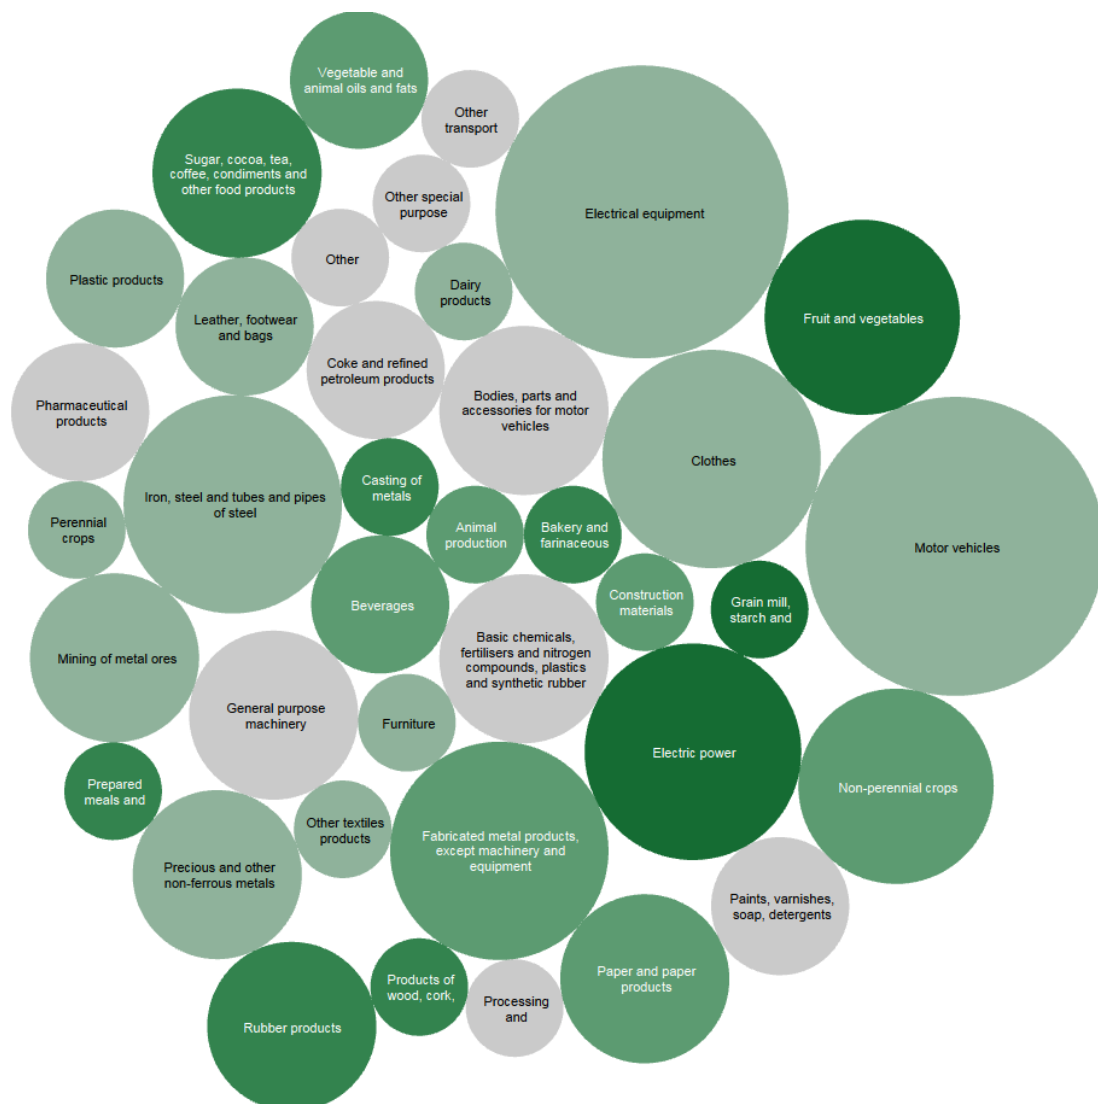 Vegetable and
animal oils and fats
Other
transport
Sugar, cocoa, tea,
coffee, condiments and
other food products
Other special
purpose
Electrical equipment
Other
Plastic products
Dairy
products
Leather, footwear
and bags
Fruit and vegetables
Coke and refined
petroleum products
Bodies, parts and
accessories for motor
vehicles
Pharmaceutical
products
Clothes
Casting of
metals
Iron, steel and tubes and pipes
of steel
Perennial
crops
Animal
production
Bakery and
farinaceous
Motor vehicles
Beverages
Construction
materials
Grain mill,
starch and
Mining of metal ores
Basic chemicals,
fertilisers and nitrogen
compounds, plastics
and synthetic rubber
General purpose
machinery
Furniture
Electric power
Prepared
meals and
Non-perennial crops
Other textiles
products
Fabricated metal products,
except machinery and
equipment
Precious and other
non-ferrous metals
Paints, varnishes,
soap, detergents
Products of
wood, cork,
Paper and paper
products
Processing
and
Rubber products